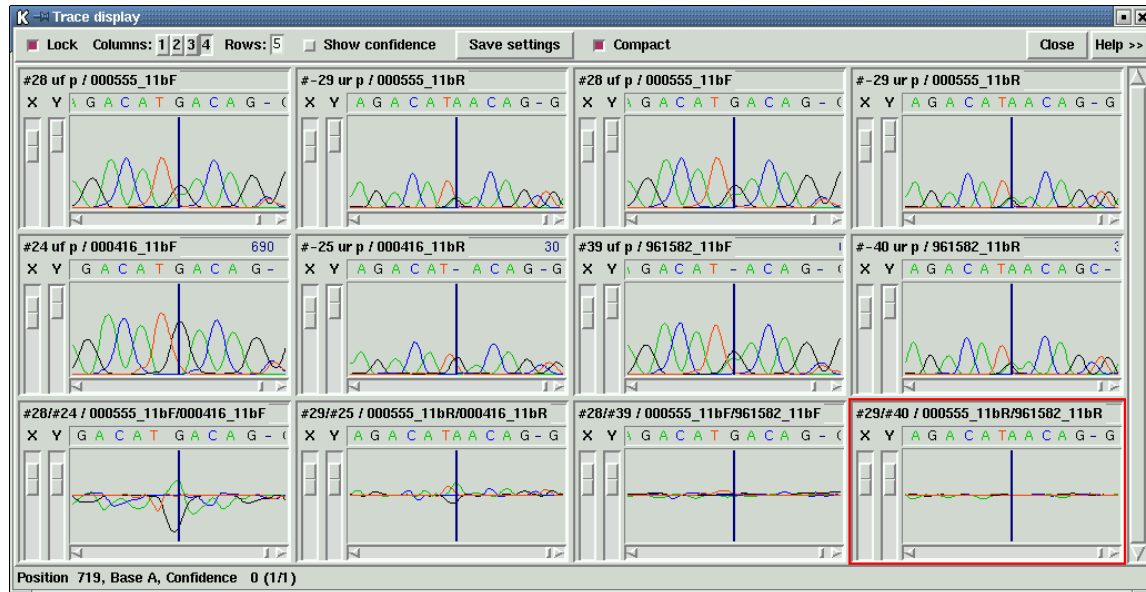 Trace display
Lock Columns: 1 2 3 4 Rows: 5 Show confidence Save settings Compact Close Help >>
#28 uf p / 000555_11bF #-29 ur p / 000555_11bR #28 uf p / 000555_11bF #-29 ur p / 000555_11bR
X Y A G A C A T G A C A G - X Y A G A C A T A A C A G - G X Y G A C A T G A C A G - X Y A G A C A T A A C A G - G
#24 uf p / 000416_11bF 690 #-25 ur p / 000416_11bR 30 #39 uf p / 961582_11bF #-40 ur p / 961582_11bR
X Y G A C A T G A C A G - X Y A G A C A T - A C A G - G X Y G A C A T - A C A G - X Y A G A C A T A A C A G C -
#28/#24 / 000555_11bF/000416_11bF #29/#25 / 000555_11bR/000416_11bR #28/#39 / 000555_11bF/961582_11bF #29/#40 / 000555_11bR/961582_11bR
X Y G A C A T G A C A G - X Y A G A C A T A A C A G - G X Y G A C A T G A C A G - X Y A G A C A T A A C A G - G
Position 719, Base A, Confidence 0 (1/1)